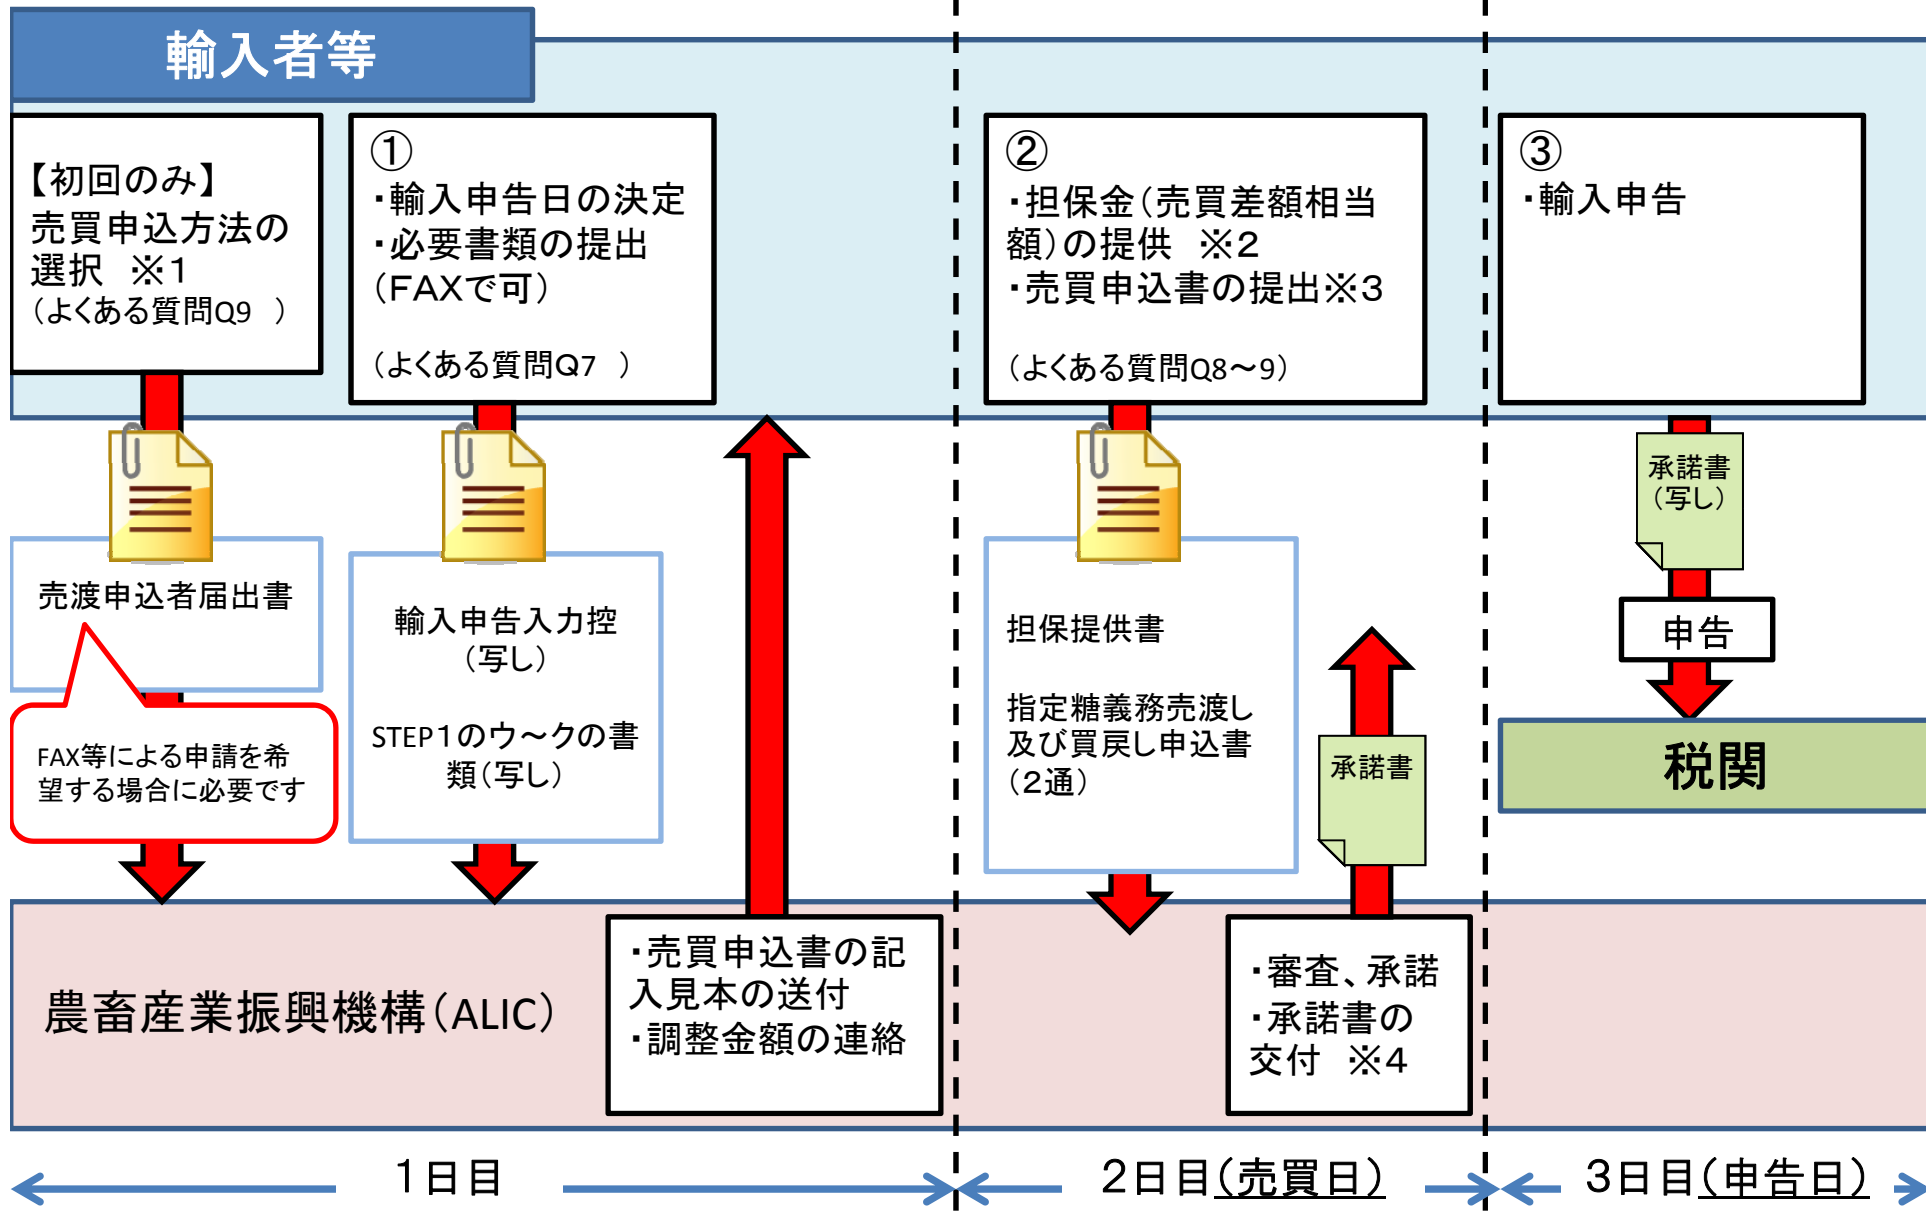 輸入者等
【初回のみ】
売買申込方法の
選択　※1
（よくある質問Q9　）
①
・輸入申告日の決定
・必要書類の提出
（FAXで可）
（よくある質問Q7　）
②
・担保金（売買差額相当
額）の提供　※2
・売買申込書の提出※3
（よくある質問Q8～9）
③
・輸入申告
売渡申込者届出書
FAX等による申請を希
望する場合に必要です
輸入申告入力控
（写し）
STEP1のウ～クの書
類（写し）
担保提供書
指定糖義務売渡し
及び買戻し申込書
（2通）
承諾書
承諾書
（写し）
申告
税関
農畜産業振興機構（ALIC）
・売買申込書の記
入見本の送付
・調整金額の連絡
・審査、承諾
・承諾書の
交付　※4
1日目
2日目（売買日）
3日目（申告日）